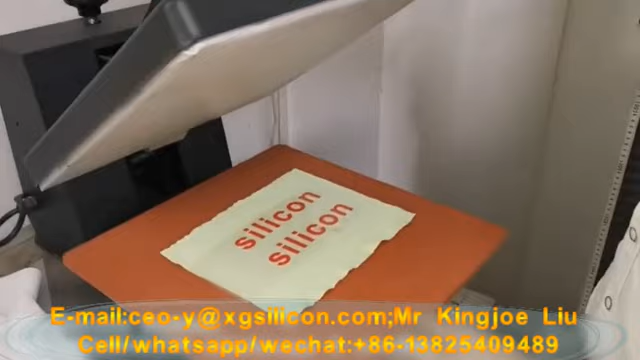 silicon
silicon
E-mail:ceo-y@xgsilicon.com;Mr Kingjoe Liu
Cell/whatsapp/wechat:+86-13825409489